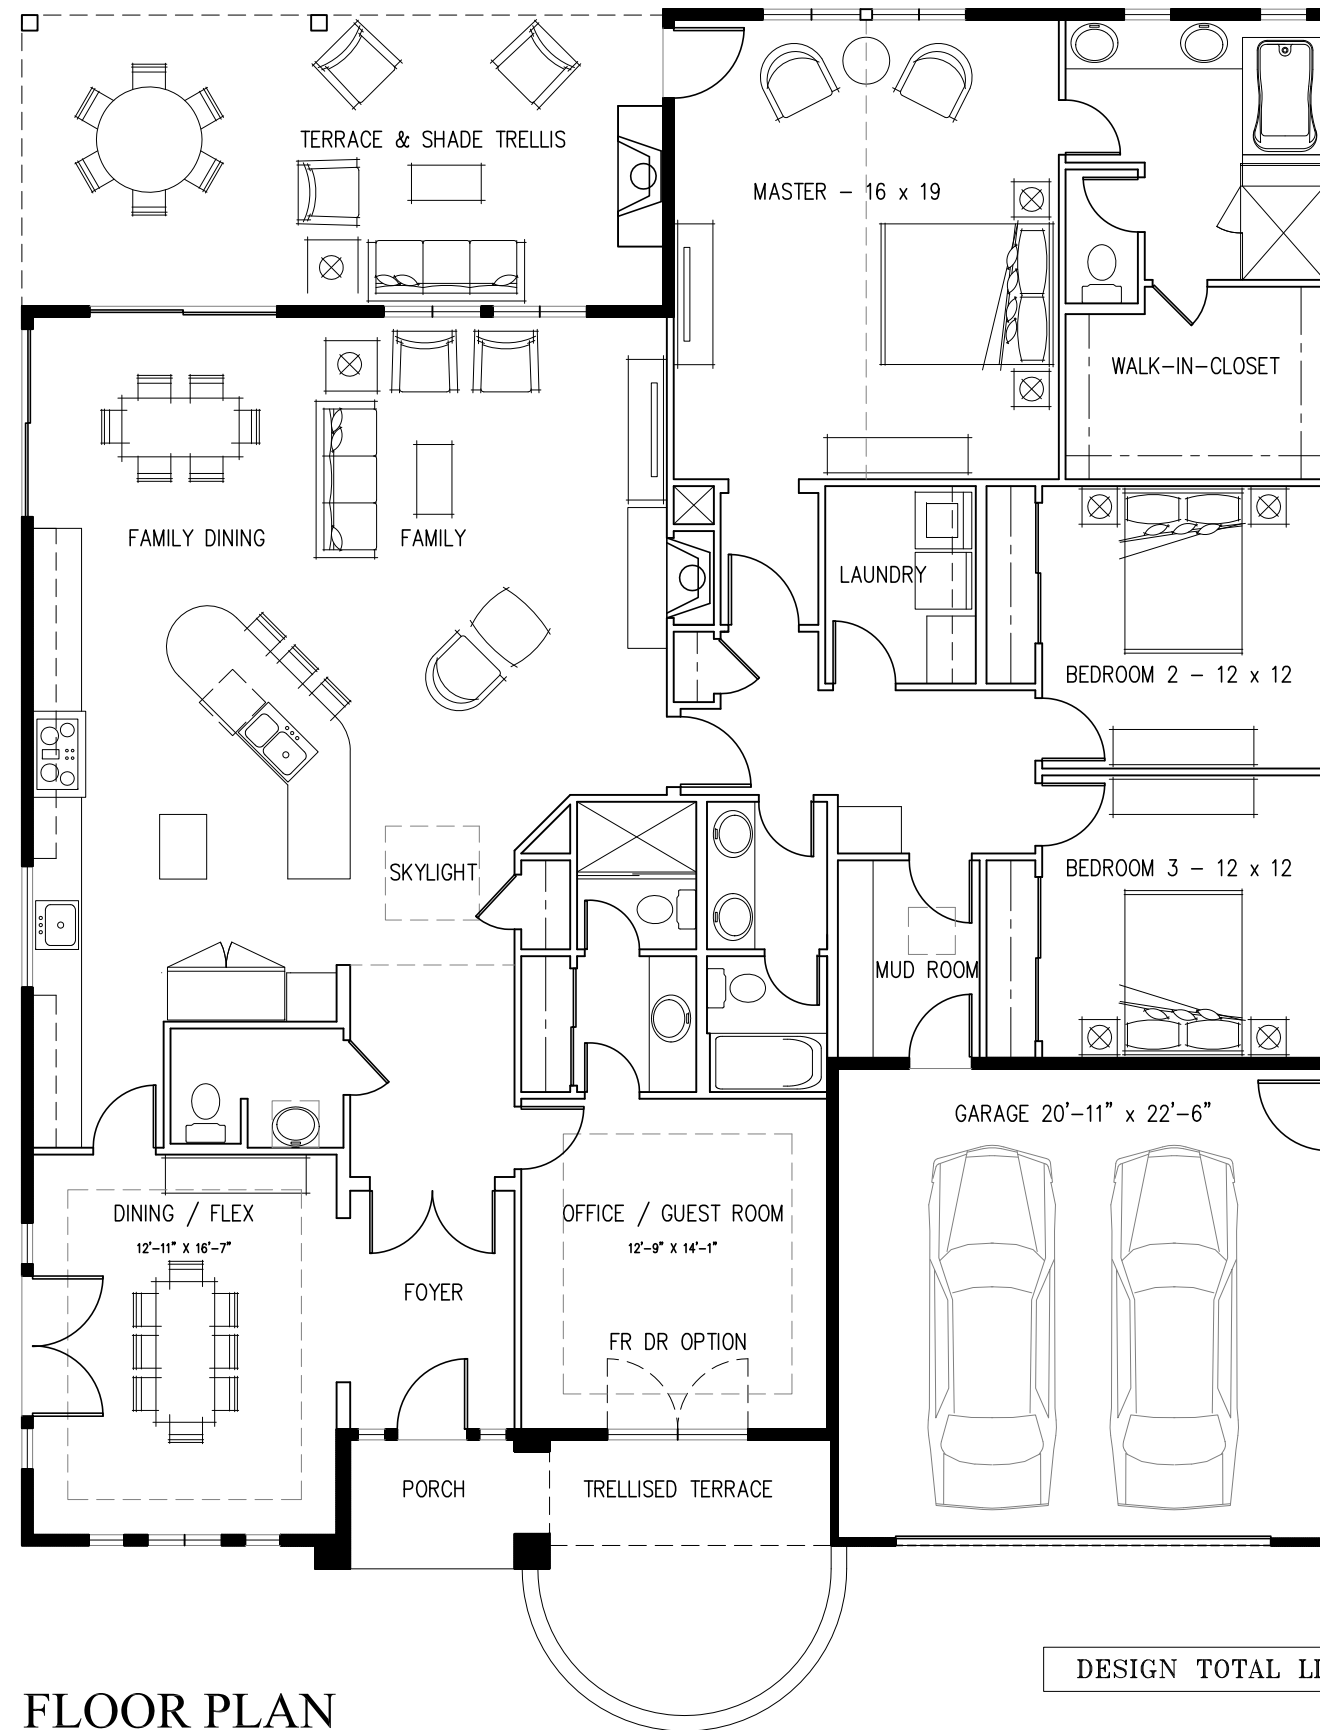 TERRACE & SHADE TRELLIS
MASTER – 16 x 19
WALK-IN-CLOSET
FAMILY DINING
FAMILY
LAUNDRY
BEDROOM 2 – 12 x 12
SKYLIGHT
BEDROOM 3 – 12 x 12
MUD ROOM
GARAGE 20'-11" x 22'-6"
DINING / FLEX
12'-11" X 16'-7"
OFFICE / GUEST ROOM
12'-9" X 14'-1"
FOYER
FR DR OPTION
PORCH
TRELLISED TERRACE
DESIGN TOTAL
FLOOR PLAN